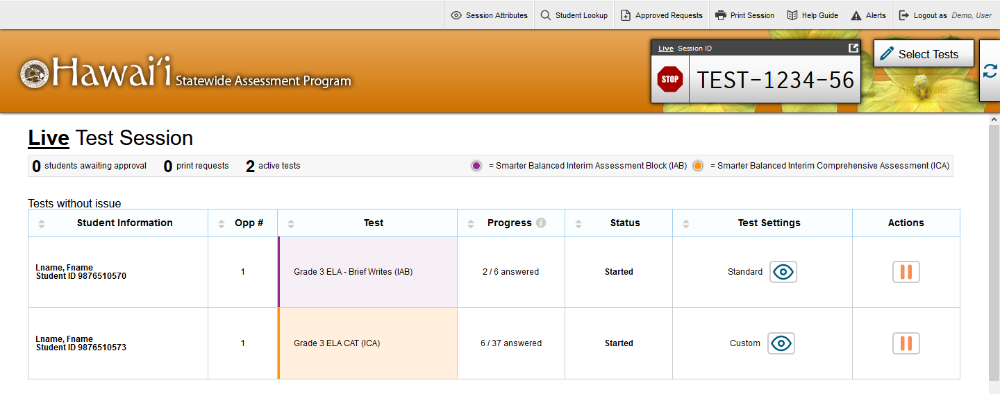 Session Attributes Student Lookup Approved Requests Print Session Help Guide Alerts Logout as Demo, User
Live Session ID
Select Tests
STOP TEST-1234-56
Hawai‘i Statewide Assessment Program
Approvals
Live Test Session
0 students awaiting approval 0 print requests 2 active tests = Smarter Balanced Interim Assessment Block (IAB) = Smarter Balanced Interim Comprehensive Assessment (ICA)
Tests without issue
Student Information Opp # Test Progress i Status Test Settings Actions
Lname, Fname
Student ID 9876510570
1 Grade 3 ELA - Brief Writes (IAB) 2 / 6 answered Started Standard
Lname, Fname
Student ID 9876510573
1 Grade 3 ELA CAT (ICA) 6 / 37 answered Started Custom